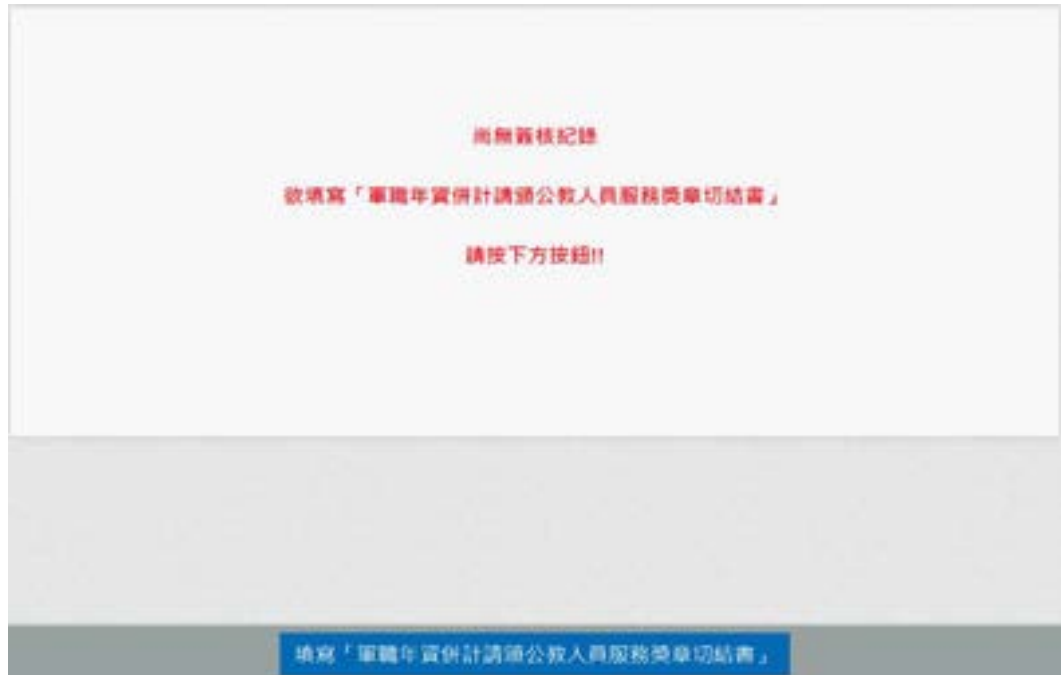 尚無簽核紀錄
欲填寫「軍職年資併計請頒公教人員服務獎章切結書」
請按下方按鈕!!
填寫「軍職年資併計請頒公教人員服務獎章切結書」